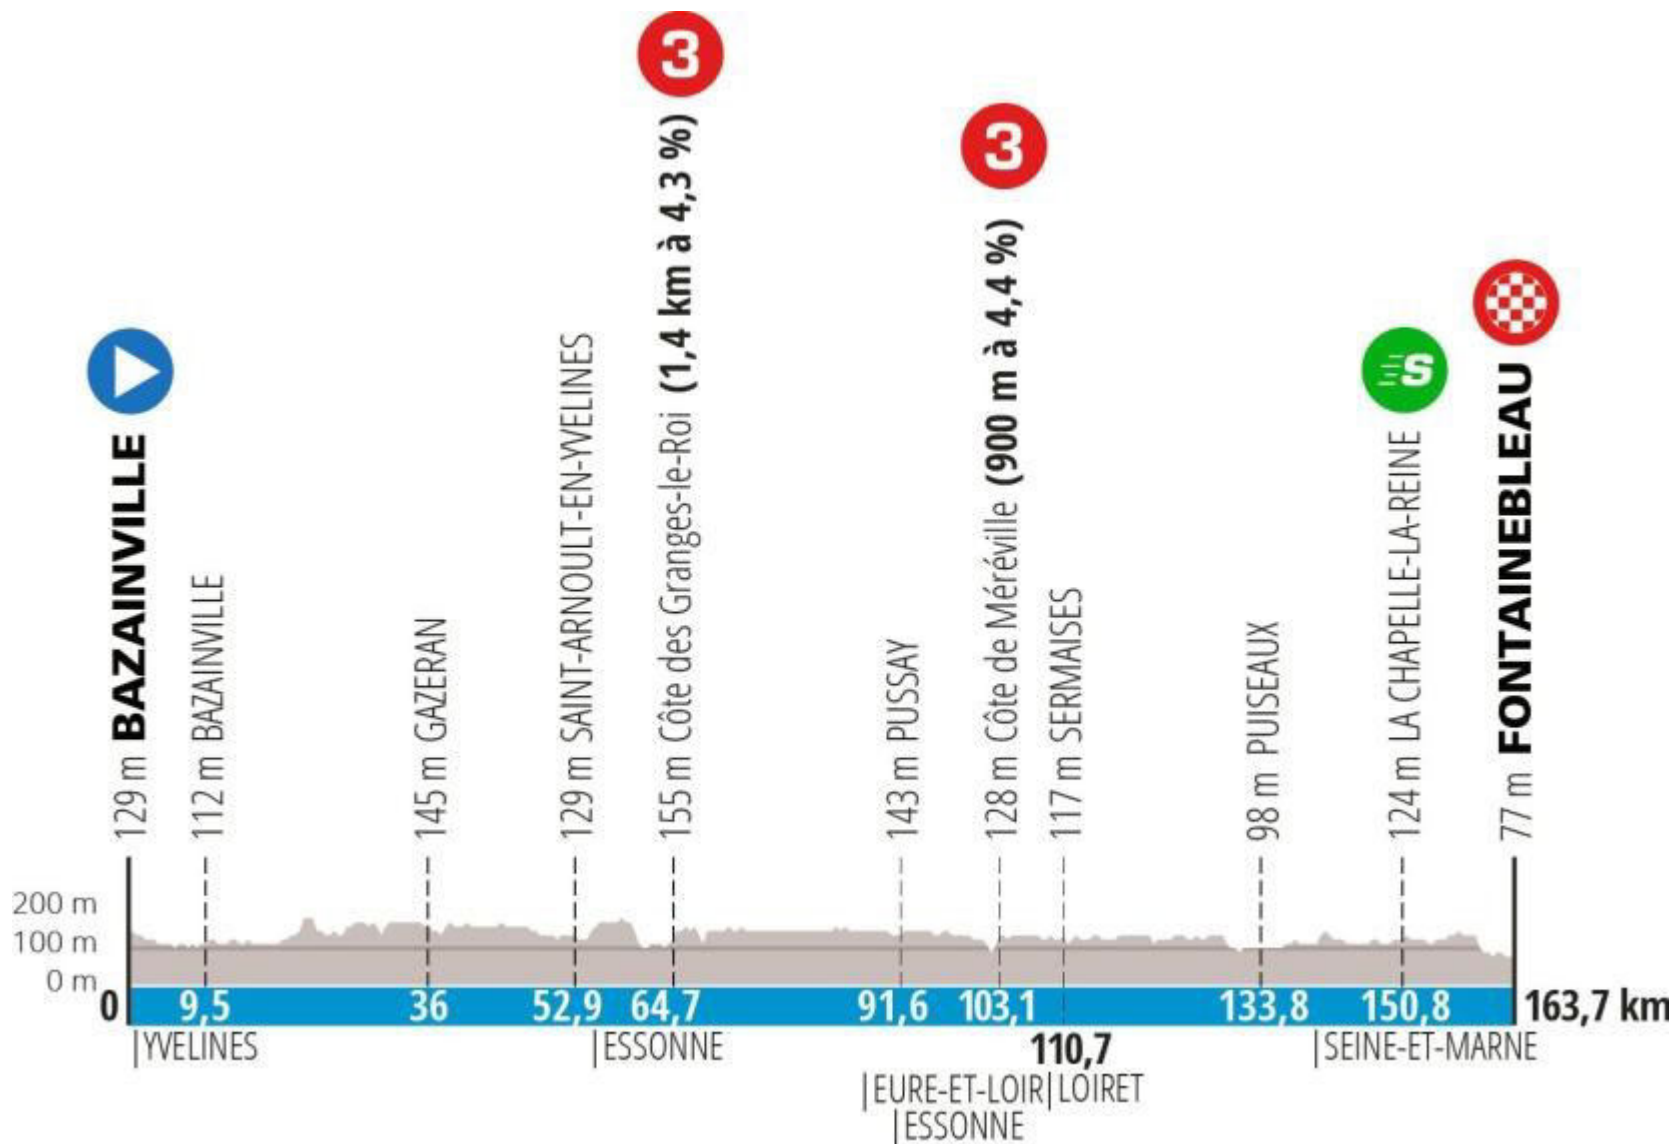 3
3
S
129 m BAZAINVILLE
112 m BAZAINVILLE
145 m GAZERAN
129 m SAINT-ARNOULT-EN-YVELINES
155 m Côte des Granges-le-Roi (1,4 km à 4,3 %)
143 m PUSSAY
128 m Côte de Méréville (900 m à 4,4 %)
117 m SERMAISES
98 m PUISEAUX
124 m LA CHAPELLE-LA-REINE
77 m FONTAINEBLEAU
200 m
100 m
0 m
0 9,5 36 52,9 64,7 91,6 103,1 133,8 150,8 163,7 km
|YVELINES |ESSONNE 110,7 |SEINE-ET-MARNE
|EURE-ET-LOIR|LOIRET
|ESSONNE